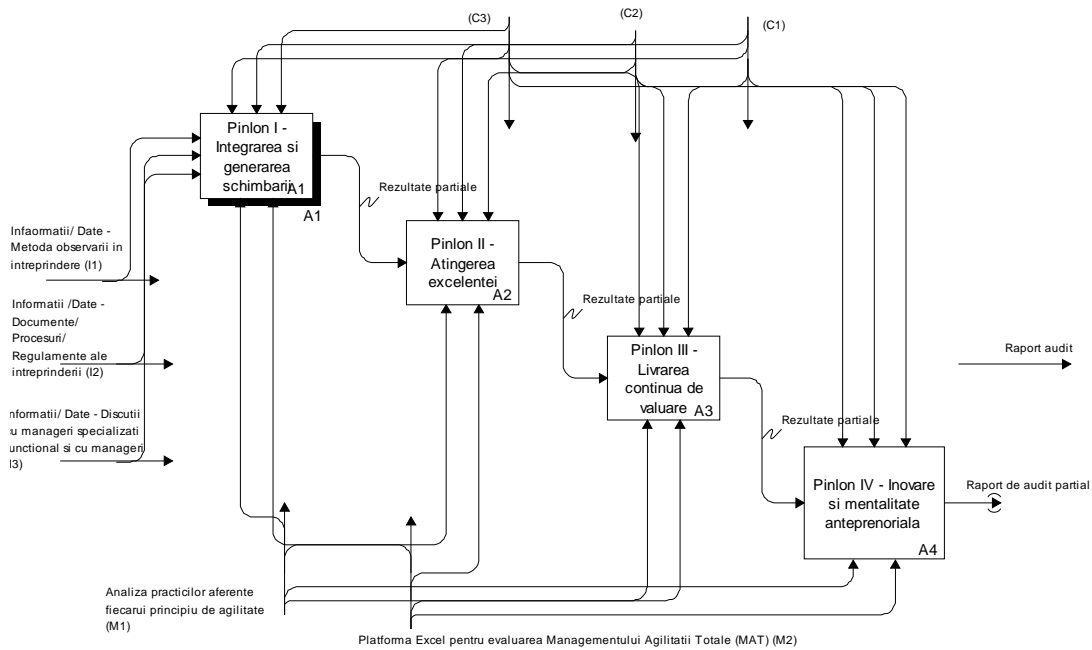 (C3)
(C2)
(C1)
Pinlon I -
Integrarea si
generarea
schimbarii
A1
A1
Rezultate partiale
Infaormatii/ Date -
Metoda observarii in
intreprindere (I1)
Pinlon II -
Atingerea
excelentei
A2
Informatii /Date -
Documente/
Procesuri/
Regulamente ale
intreprinderii (I2)
Rezultate partiale
Pinlon III -
Livrarea
continua de
valuare
A3
Raport audit
nformatii/ Date - Discutii
cu manageri specializati
functional si cu manageri
I3)
Rezultate partiale
Pinlon IV - Inovare
si mentalitate
anteprenoriala
A4
Raport de audit partial
Analiza practicilor aferente
fiecarui principiu de agilitate
(M1)
Platforma Excel pentru evaluarea Managementului Agilitatii Totale (MAT) (M2)